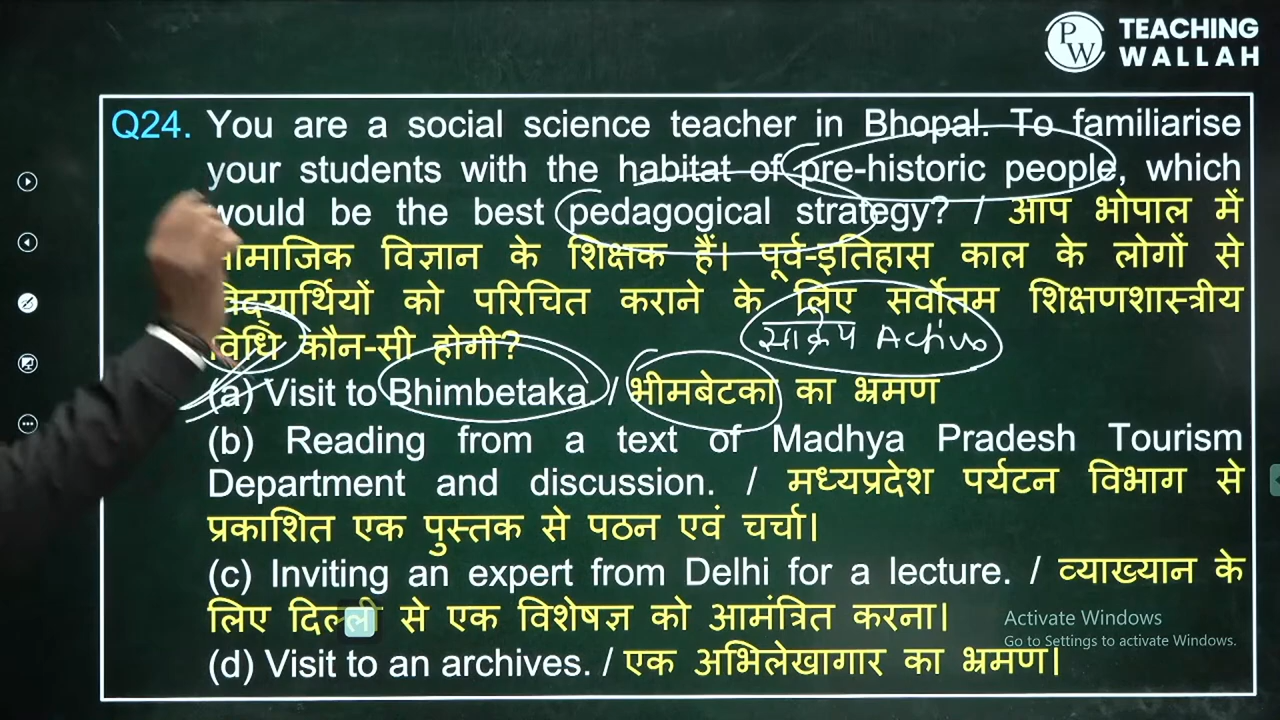 PW
TEACHING
WALLAH
Q24. You are a social science teacher in Bhopal. To familiarise
your students with the habitat of pre-historic people, which
would be the best pedagogical strategy? / आप भोपाल में
सामाजिक विज्ञान के शिक्षक हैं। पूर्व-इतिहास काल के लोगों से
विद्यार्थियों को परिचित कराने के लिए सर्वोतम शिक्षणशास्त्रीय
विधि कौन-सी होगी?
Active
(a) Visit to Bhimbetaka. / भीमबेटका का भ्रमण
(b) Reading from a text of Madhya Pradesh Tourism
Department and discussion. / मध्यप्रदेश पर्यटन विभाग से
प्रकाशित एक पुस्तक से पठन एवं चर्चा।
(c) Inviting an expert from Delhi for a lecture. / व्याख्यान के
लिए दिल्ली से एक विशेषज्ञ को आमंत्रित करना।
(d) Visit to an archives. / एक अभिलेखागार का भ्रमण।
Activate Windows
Go to Settings to activate Windows.